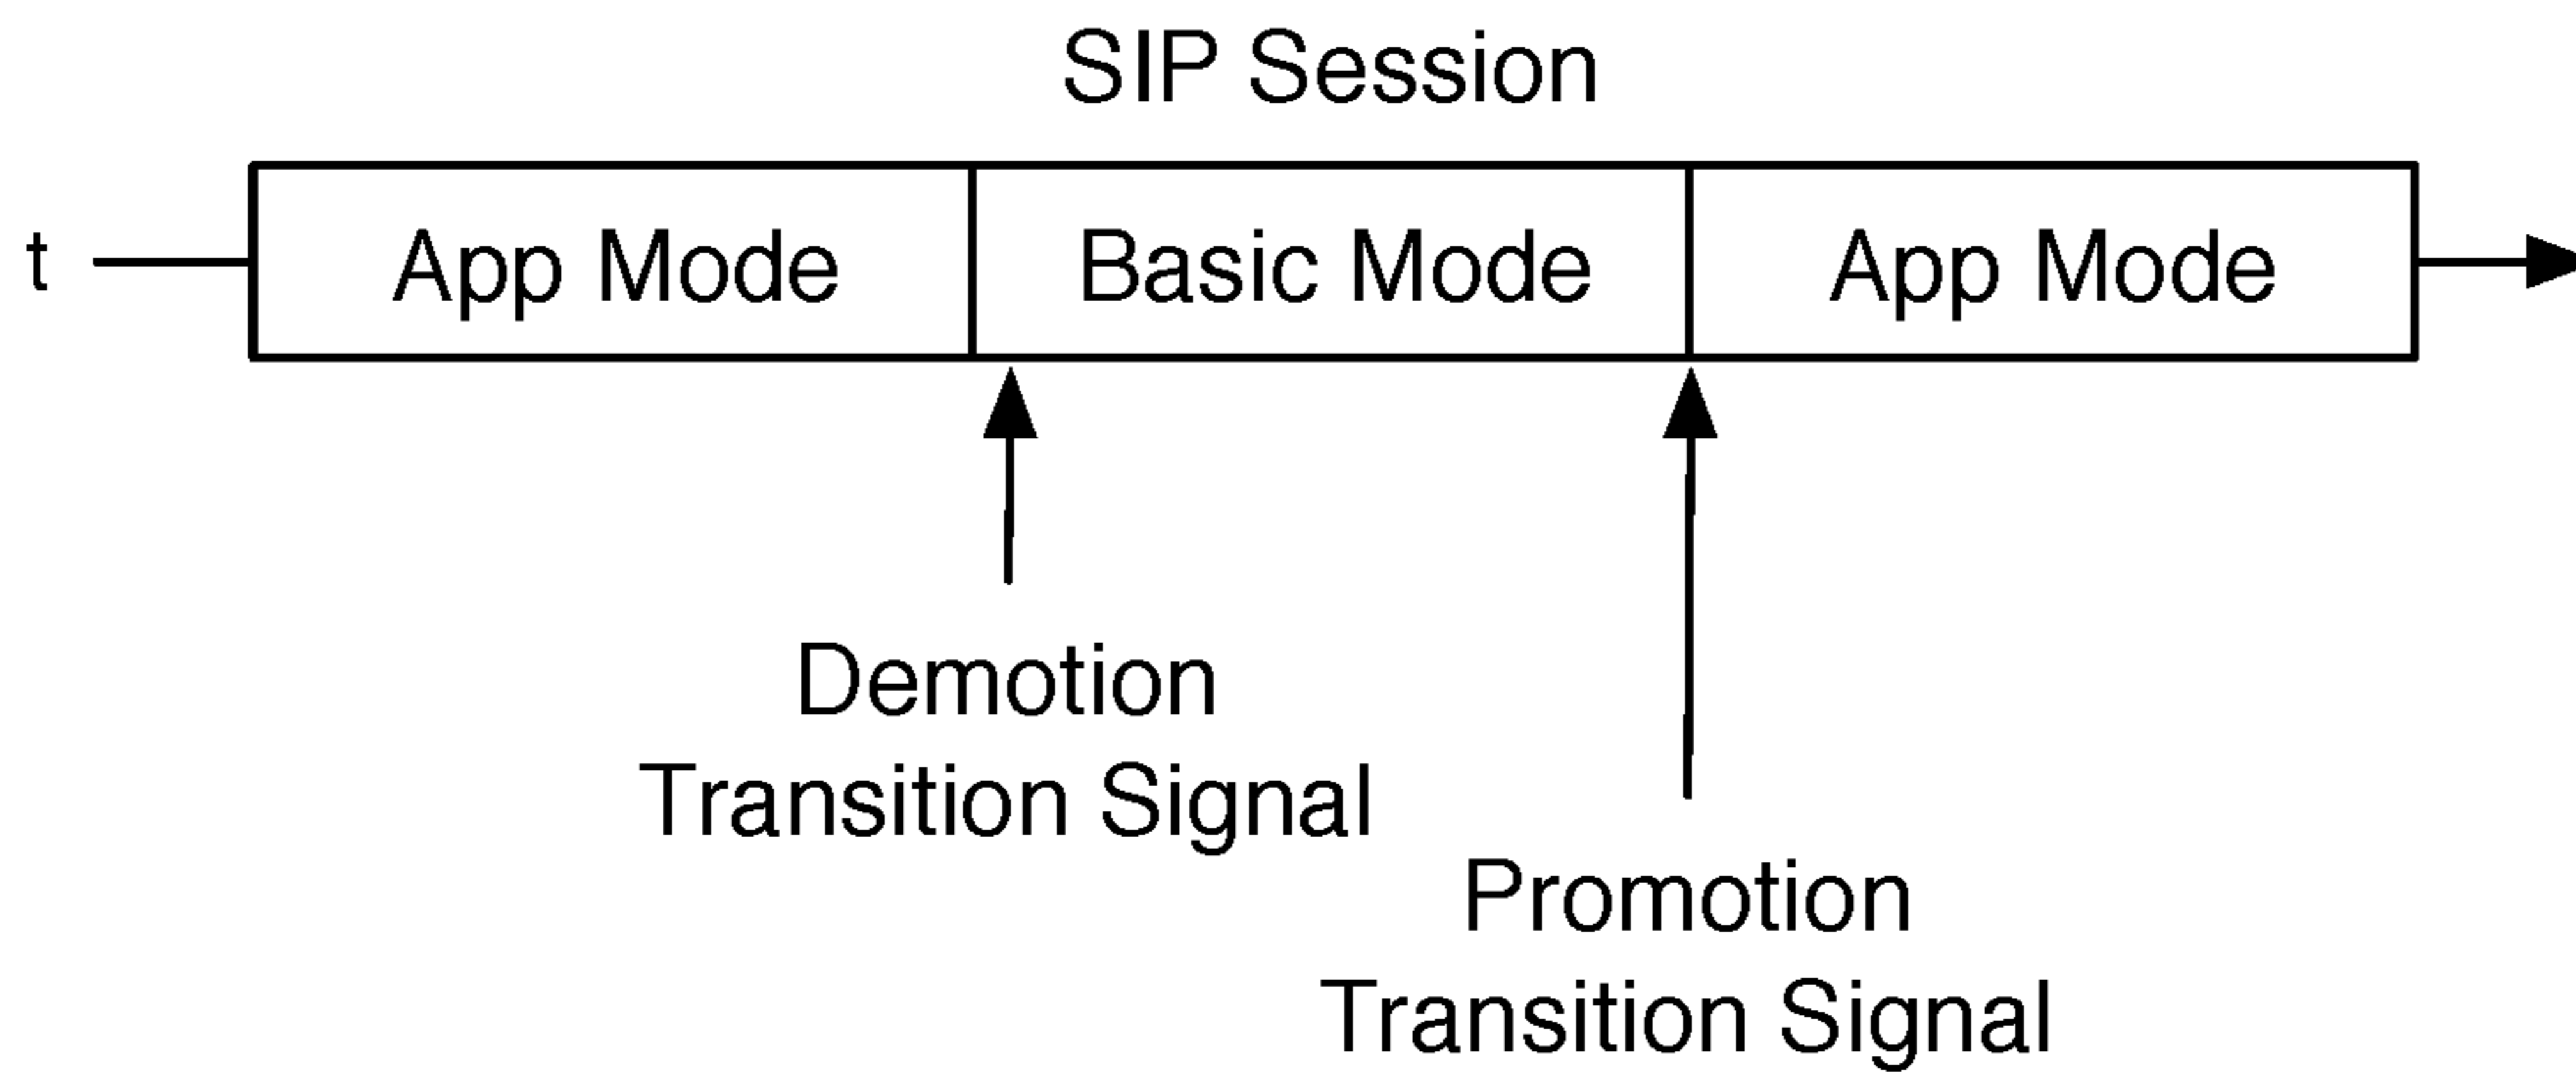 SIP Session
t
App Mode
Basic Mode
App Mode
Demotion
Transition Signal
Promotion
Transition Signal